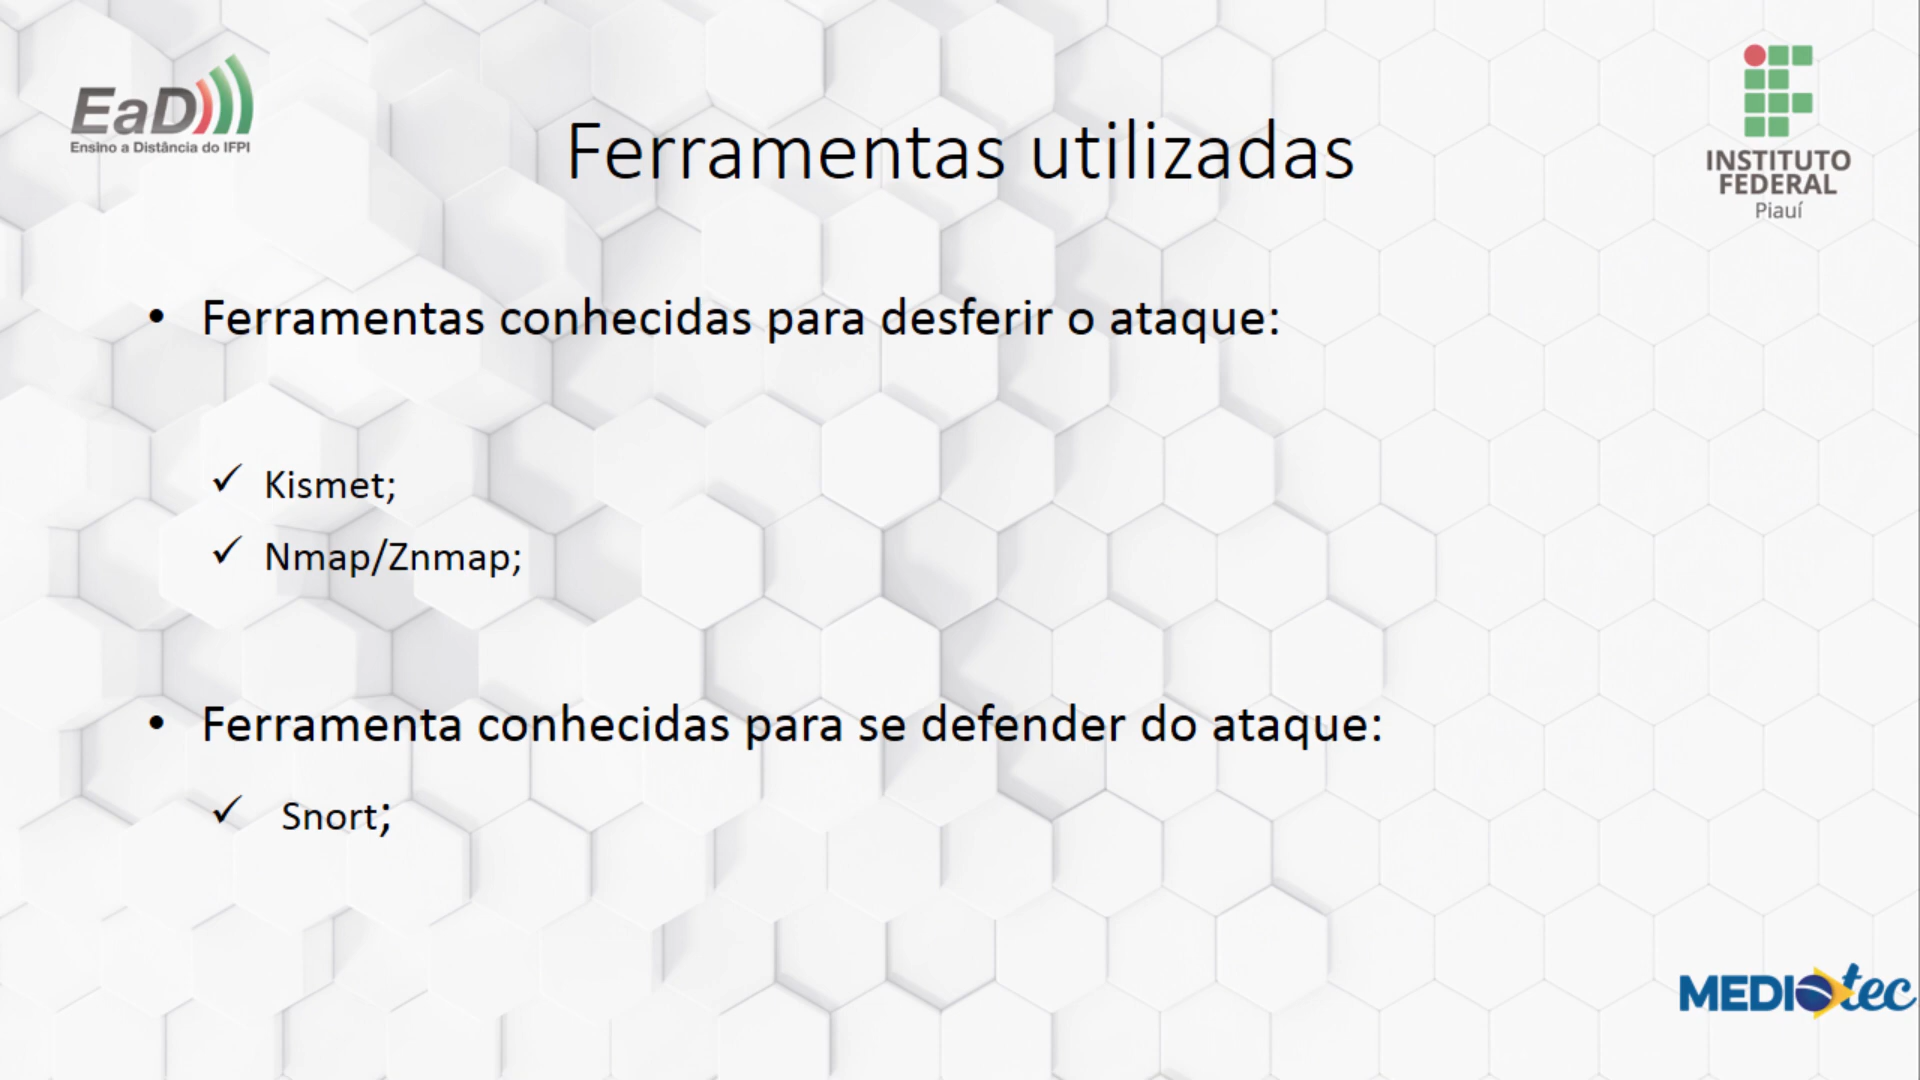 EaD
Ensino a Distância do IFPI
Ferramentas utilizadas
INSTITUTO
FEDERAL
Piauí
• Ferramentas conhecidas para desferir o ataque:
✓ Kismet;
✓ Nmap/Znmap;
• Ferramenta conhecidas para se defender do ataque:
✓ Snort;
MEDIOtec